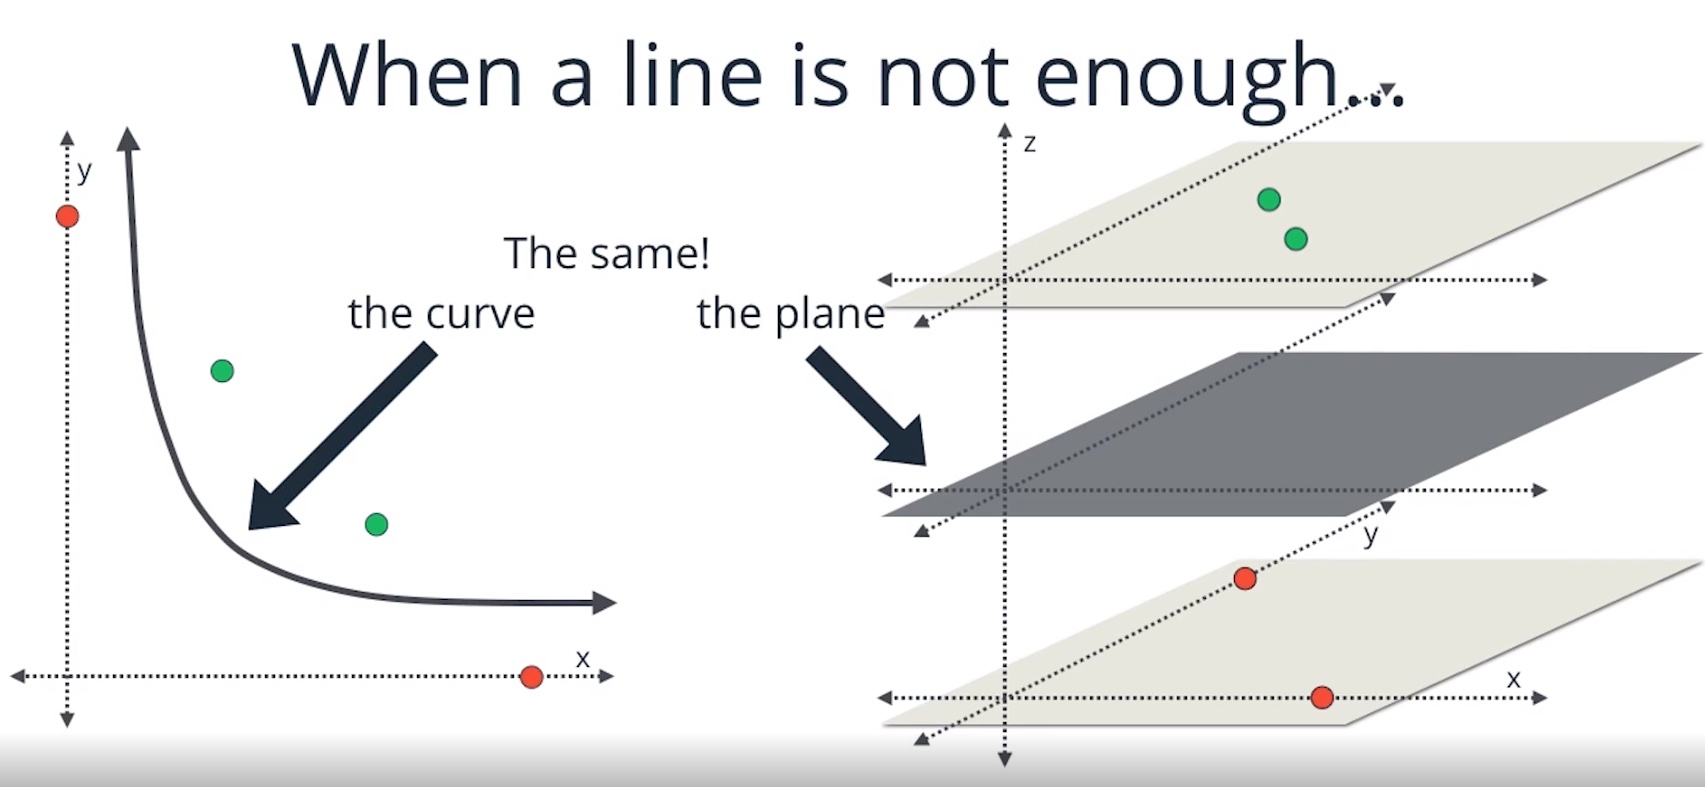 When a line is not enough...
y
z
The same!
the curve
the plane
y
x
x